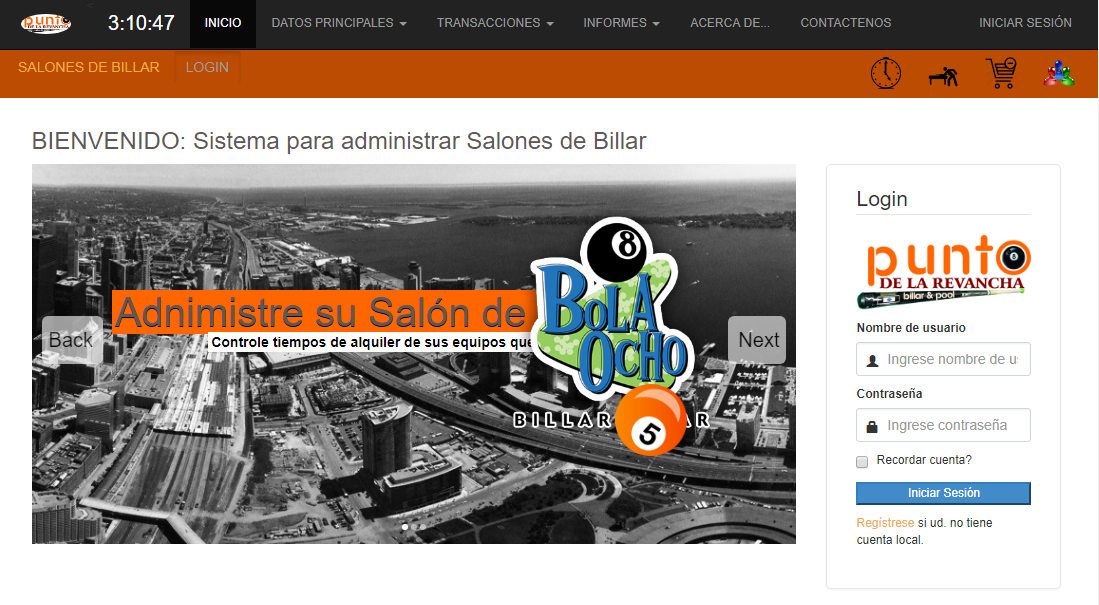 punto
DE LA REVANCHA
3:10:47
INICIO
DATOS PRINCIPALES
TRANSACCIONES
INFORMES
ACERCA DE...
CONTACTENOS
INICIAR SESIÓN
SALONES DE BILLAR
LOGIN
BIENVENIDO: Sistema para administrar Salones de Billar
8
Adnimistre su Salón de
BOLA
OCHO
Controle tiempos de alquiler de sus equipos que
Back
Next
BILLAR
R
5
Login
punto
DE LA REVANCHA
billar & pool
Nombre de usuario
Ingrese nombre de u
Contraseña
Ingrese contraseña
Recordar cuenta?
Iniciar Sesión
Regístrese si ud. no tiene
cuenta local.